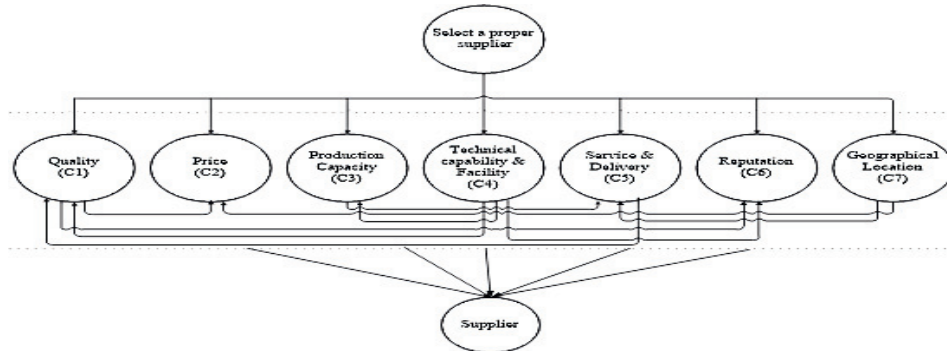 Select a proper
supplier
Quality
(C1)
Price
(C2)
Production
Capacity
(C3)
Technical
capability &
Facility
(C4)
Service &
Delivery
(C5)
Reputation
(C6)
Geographical
Location
(C7)
Supplier